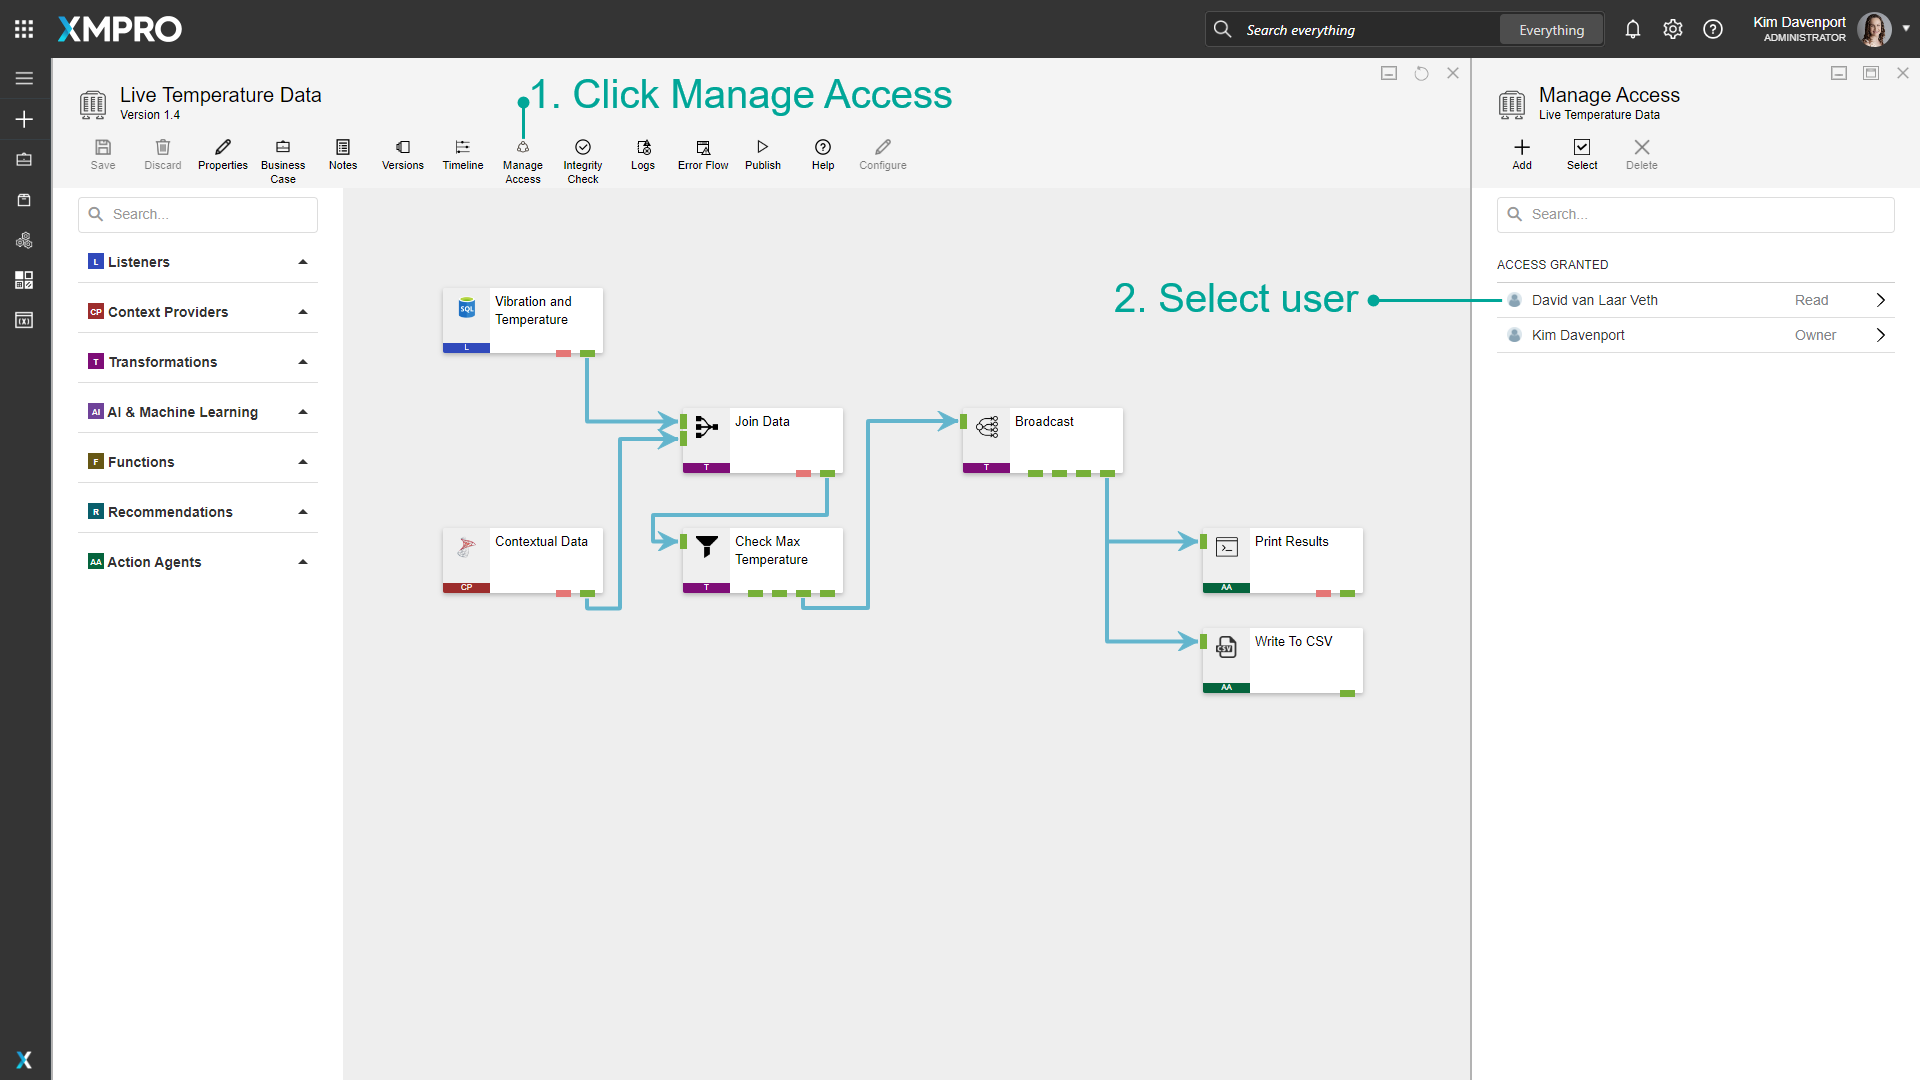 XMPRO
Search everything
Everything
Kim Davenport
ADMINISTRATOR
Live Temperature Data
Version 1.4
1. Click Manage Access
Save
Discard
Properties
Business
Case
Notes
Versions
Timeline
Manage
Access
Integrity
Check
Logs
Error Flow
Publish
Help
Configure
Search...
L Listeners
CP Context Providers
T Transformations
AI AI & Machine Learning
F Functions
R Recommendations
AA Action Agents
SQL
Vibration and
Temperature
L
Join Data
T
Broadcast
T
Contextual Data
CP
Check Max
Temperature
T
Print Results
AA
CSV
Write To CSV
AA
2. Select user
Manage Access
Live Temperature Data
Add
Select
Delete
Search...
ACCESS GRANTED
David van Laar Veth Read
Kim Davenport Owner
X